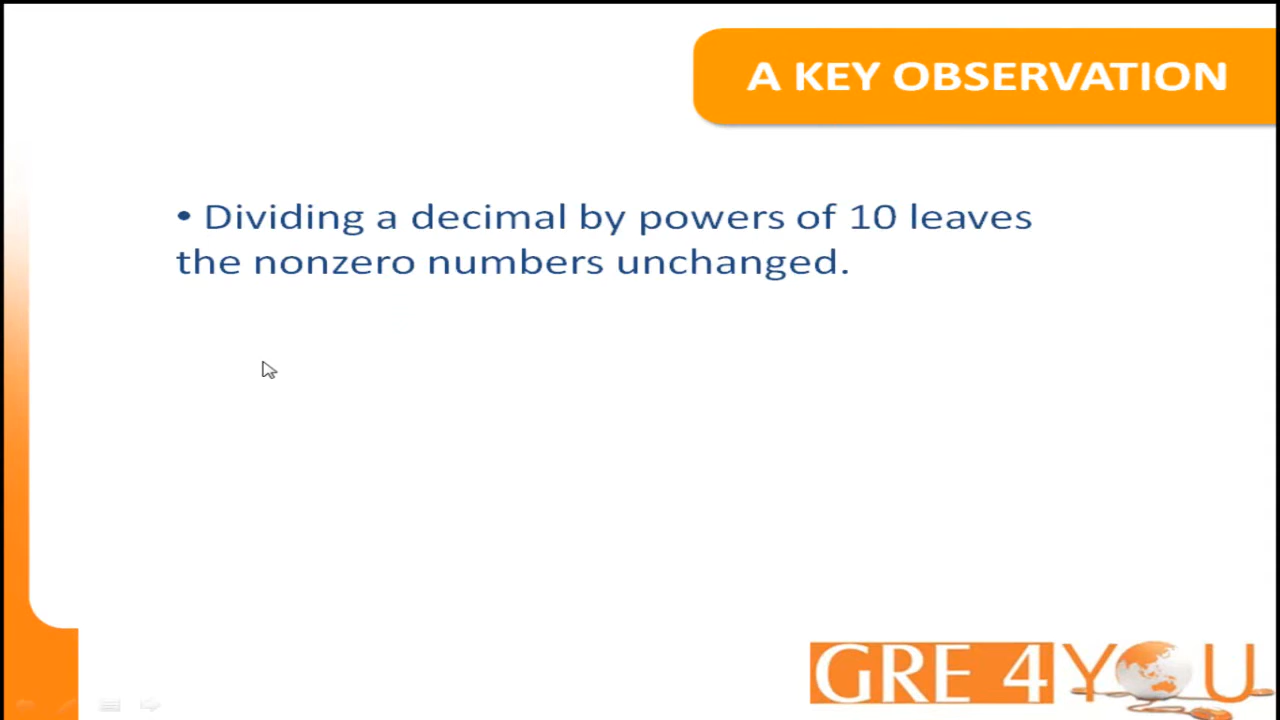 A KEY OBSERVATION
• Dividing a decimal by powers of 10 leaves
the nonzero numbers unchanged.
GRE 4YOU